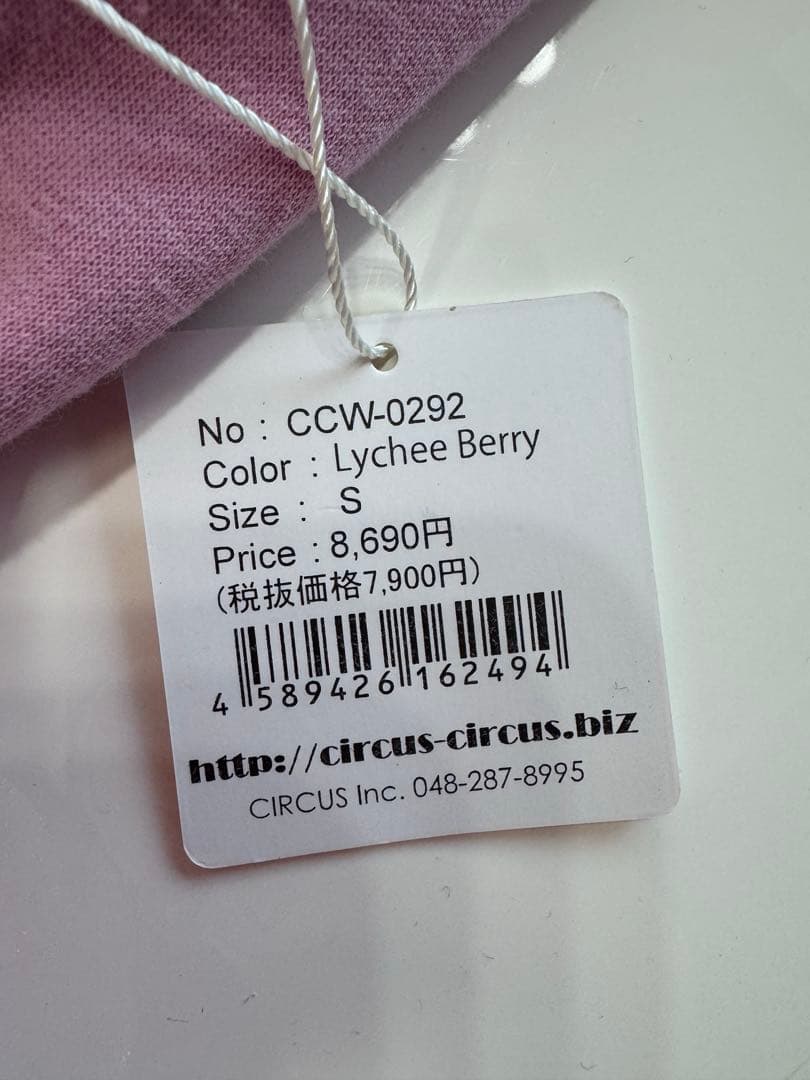 No : CCW-0292
Color : Lychee Berry
Size : S
Price : 8,690円
(税抜価格7,900円)
4 589426 162494
http://circus-circus.biz
CIRCUS Inc. 048-287-8995